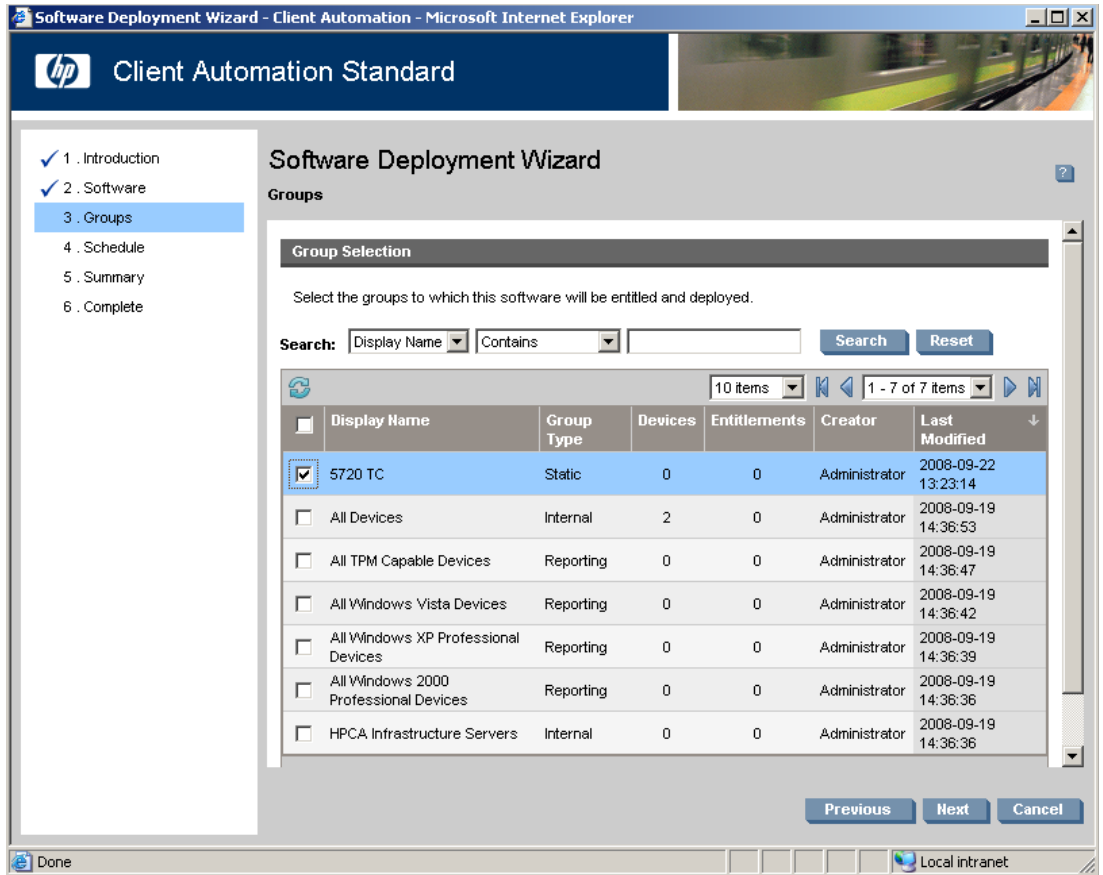 Software Deployment Wizard - Client Automation - Microsoft Internet Explorer
hp Client Automation Standard
1 . Introduction
2 . Software
3 . Groups
4 . Schedule
5 . Summary
6 . Complete
Software Deployment Wizard
?
Groups
Group Selection
Select the groups to which this software will be entitled and deployed.
Search: Display Name Contains Search Reset
10 items 1 - 7 of 7 items
Display Name Group Type Devices Entitlements Creator Last Modified
5720 TC Static 0 0 Administrator 2008-09-22 13:23:14
All Devices Internal 2 0 Administrator 2008-09-19 14:36:53
All TPM Capable Devices Reporting 0 0 Administrator 2008-09-19 14:36:47
All Windows Vista Devices Reporting 0 0 Administrator 2008-09-19 14:36:42
All Windows XP Professional Devices Reporting 0 0 Administrator 2008-09-19 14:36:39
All Windows 2000 Professional Devices Reporting 0 0 Administrator 2008-09-19 14:36:36
HPCA Infrastructure Servers Internal 0 0 Administrator 2008-09-19 14:36:36
Previous Next Cancel
Done Local intranet